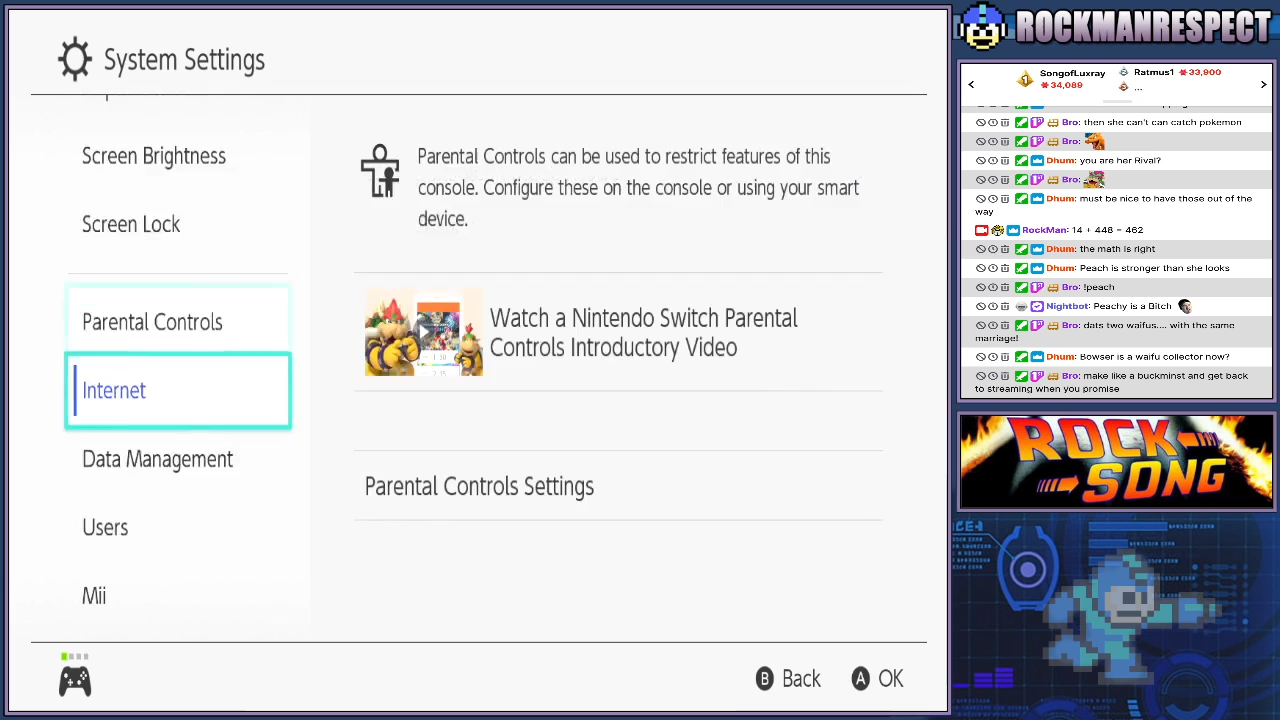 System Settings
Screen Brightness
Screen Lock
Parental Controls
Internet
Data Management
Users
Mii
Parental Controls can be used to restrict features of this
console. Configure these on the console or using your smart
device.
Watch a Nintendo Switch Parental
Controls Introductory Video
Parental Controls Settings
B Back
A OK
ROCKMANRESPECT
1 SongofLuxray
34,089
Ratmus1 33,900
...
Bro: then she can't can catch pokemon
Bro:
Dhum: you are her Rival?
Bro:
Dhum: must be nice to have those out of the
way
RockMan: 14 + 448 = 462
Dhum: the math is right
Dhum: Peach is stronger than she looks
Bro: !peach
Nightbot: Peachy is a Bitch
Bro: dats two waifus.... with the same
marriage!
Dhum: Bowser is a waifu collector now?
Bro: make like a buckminst and get back
to streaming when you promise
ROCK
SONG